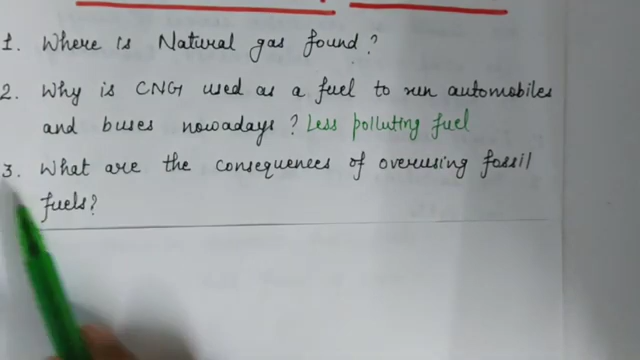 1. Where is Natural gas found?
2. Why is CNG used as a fuel to run automobiles
and buses nowadays? Less polluting fuel
3. What are the consequences of overusing fossil
fuels?